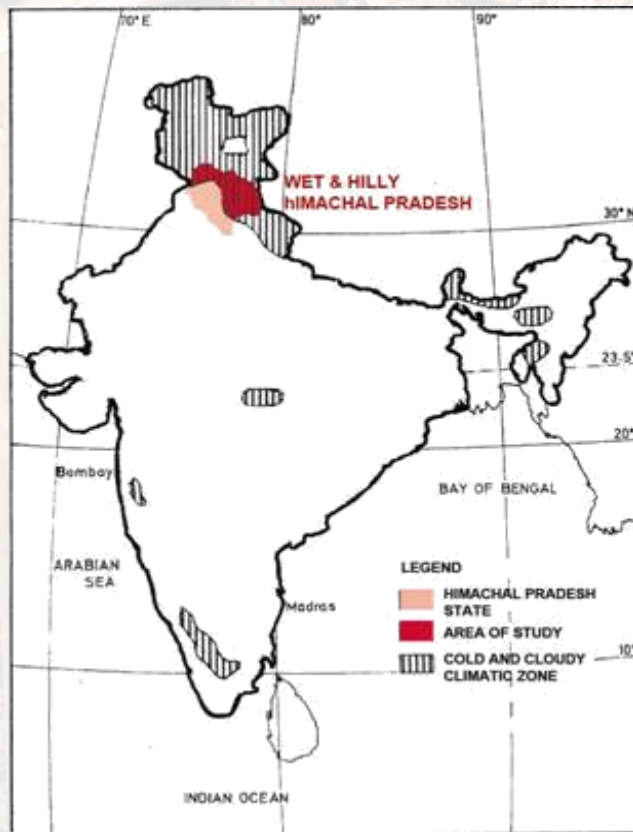 70° E
80°
90°
WET & HILLY
hIMACHAL PRADESH
30° N
23-5°
20°
Bombay
BAY OF BENGAL
ARABIAN
SEA
LEGEND
HIMACHAL PRADESH
STATE
Madras
AREA OF STUDY
COLD AND CLOUDY
CLIMATIC ZONE
10°
INDIAN OCEAN